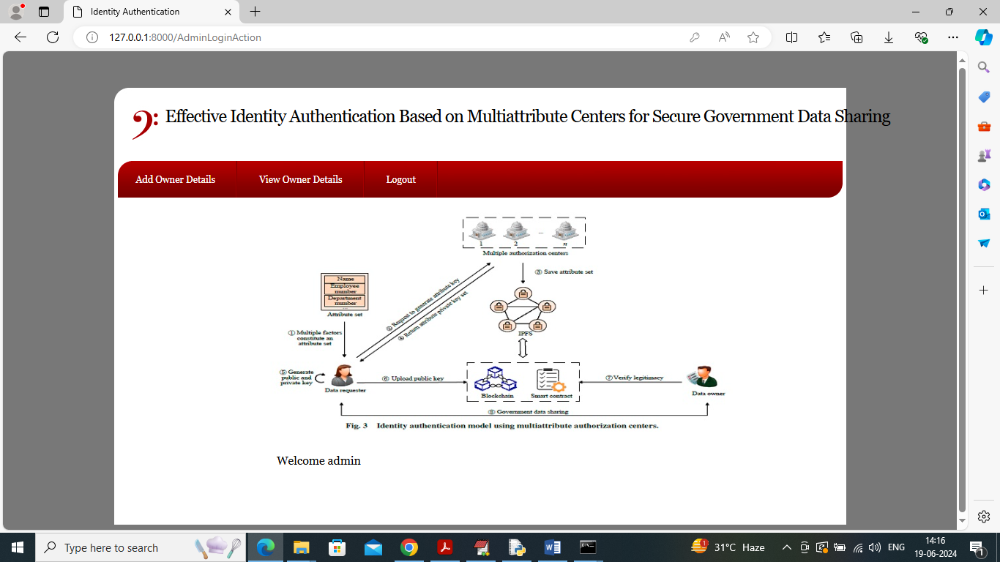 Identity Authentication
127.0.0.1:8000/AdminLoginAction
Effective Identity Authentication Based on Multiattribute Centers for Secure Government Data Sharing
Add Owner Details
View Owner Details
Logout
1
2
...
n
Multiple authorization centers
③ Save attribute set
Name
Employee
number
Department
number
...
Attribute set
② Request to generate attribute key
④ Return attribute private key set
① Multiple factors
constitute an
attribute set
IPFS
⑤ Generate
public and
private key
Data requester
⑥ Upload public key
Blockchain
Smart contract
⑦ Verify legitimacy
Data owner
⑧ Government data sharing
Fig. 3 Identity authentication model using multiattribute authorization centers.
Welcome admin
Type here to search
31°C Haze
ENG
14:16
19-06-2024
1
1